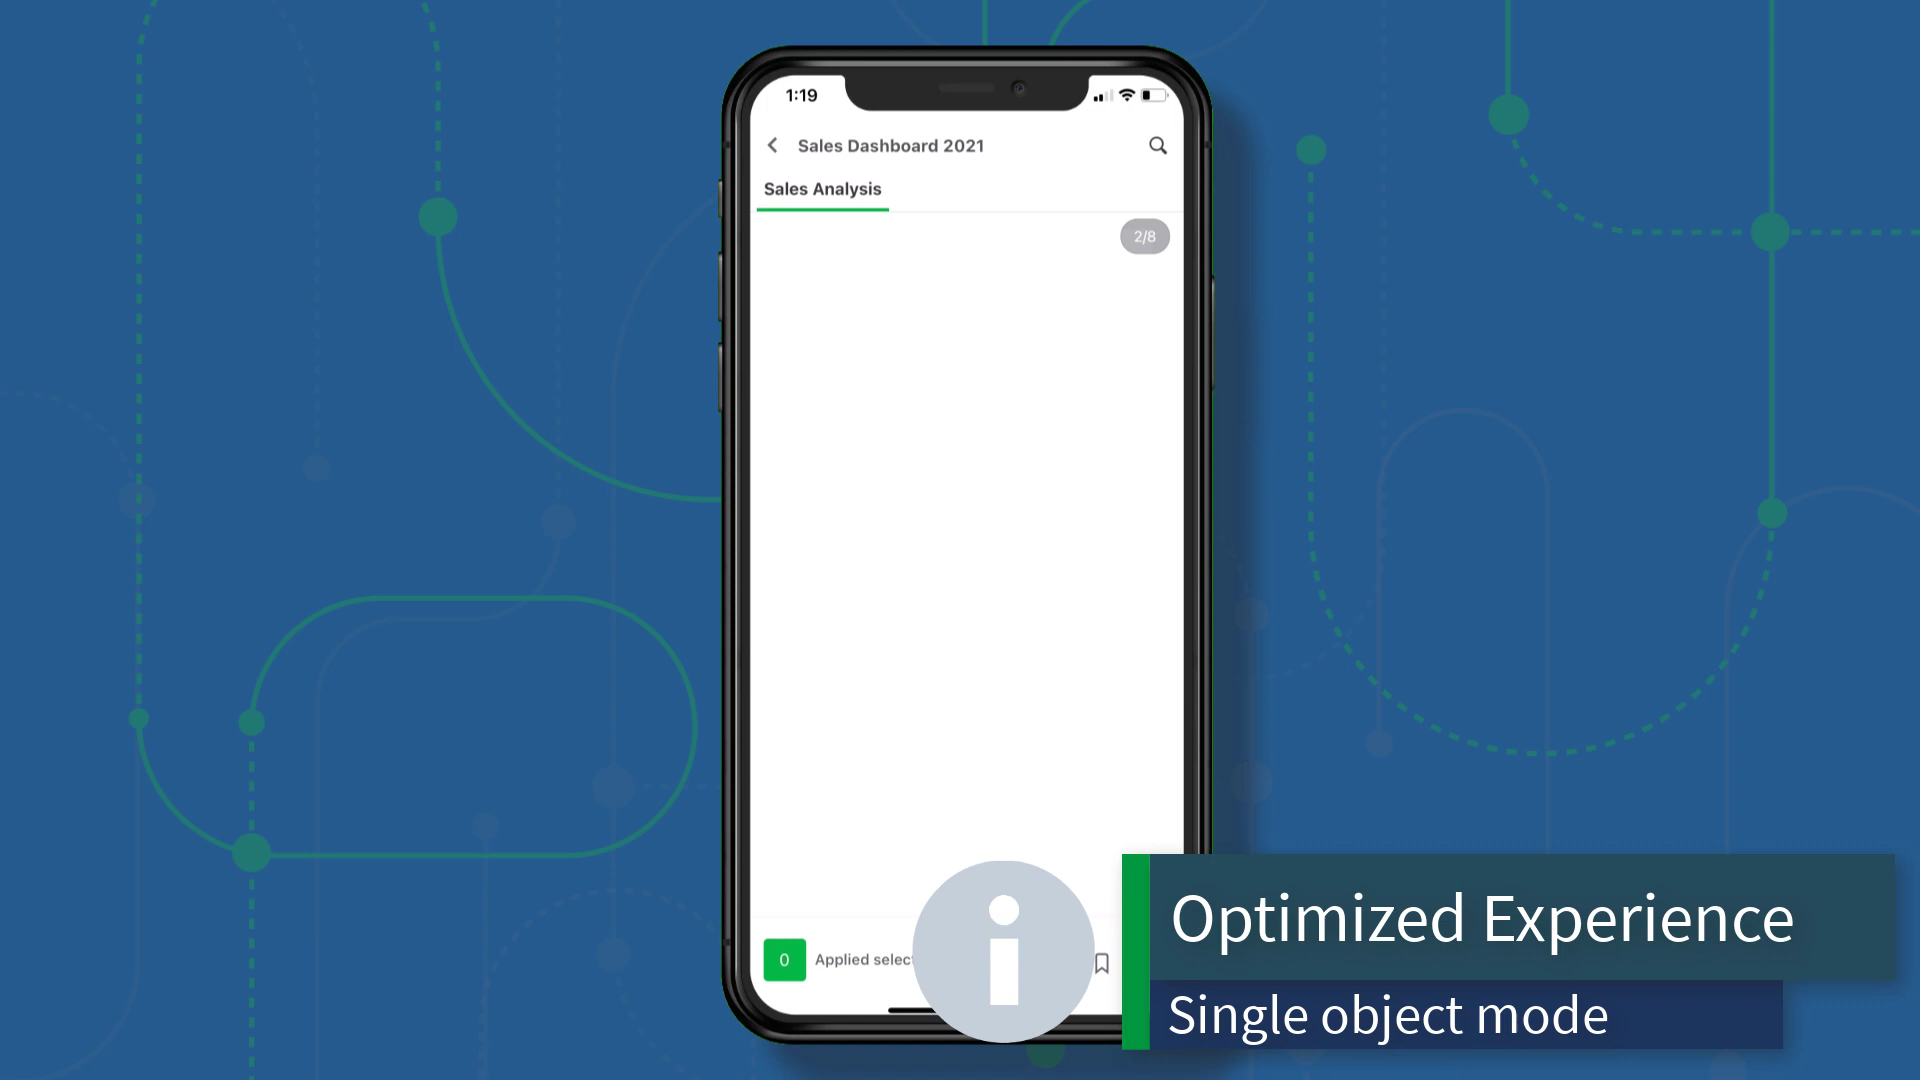 1:19
Sales Dashboard 2021
Sales Analysis
2/8
0 Applied selec
Optimized Experience
Single object mode